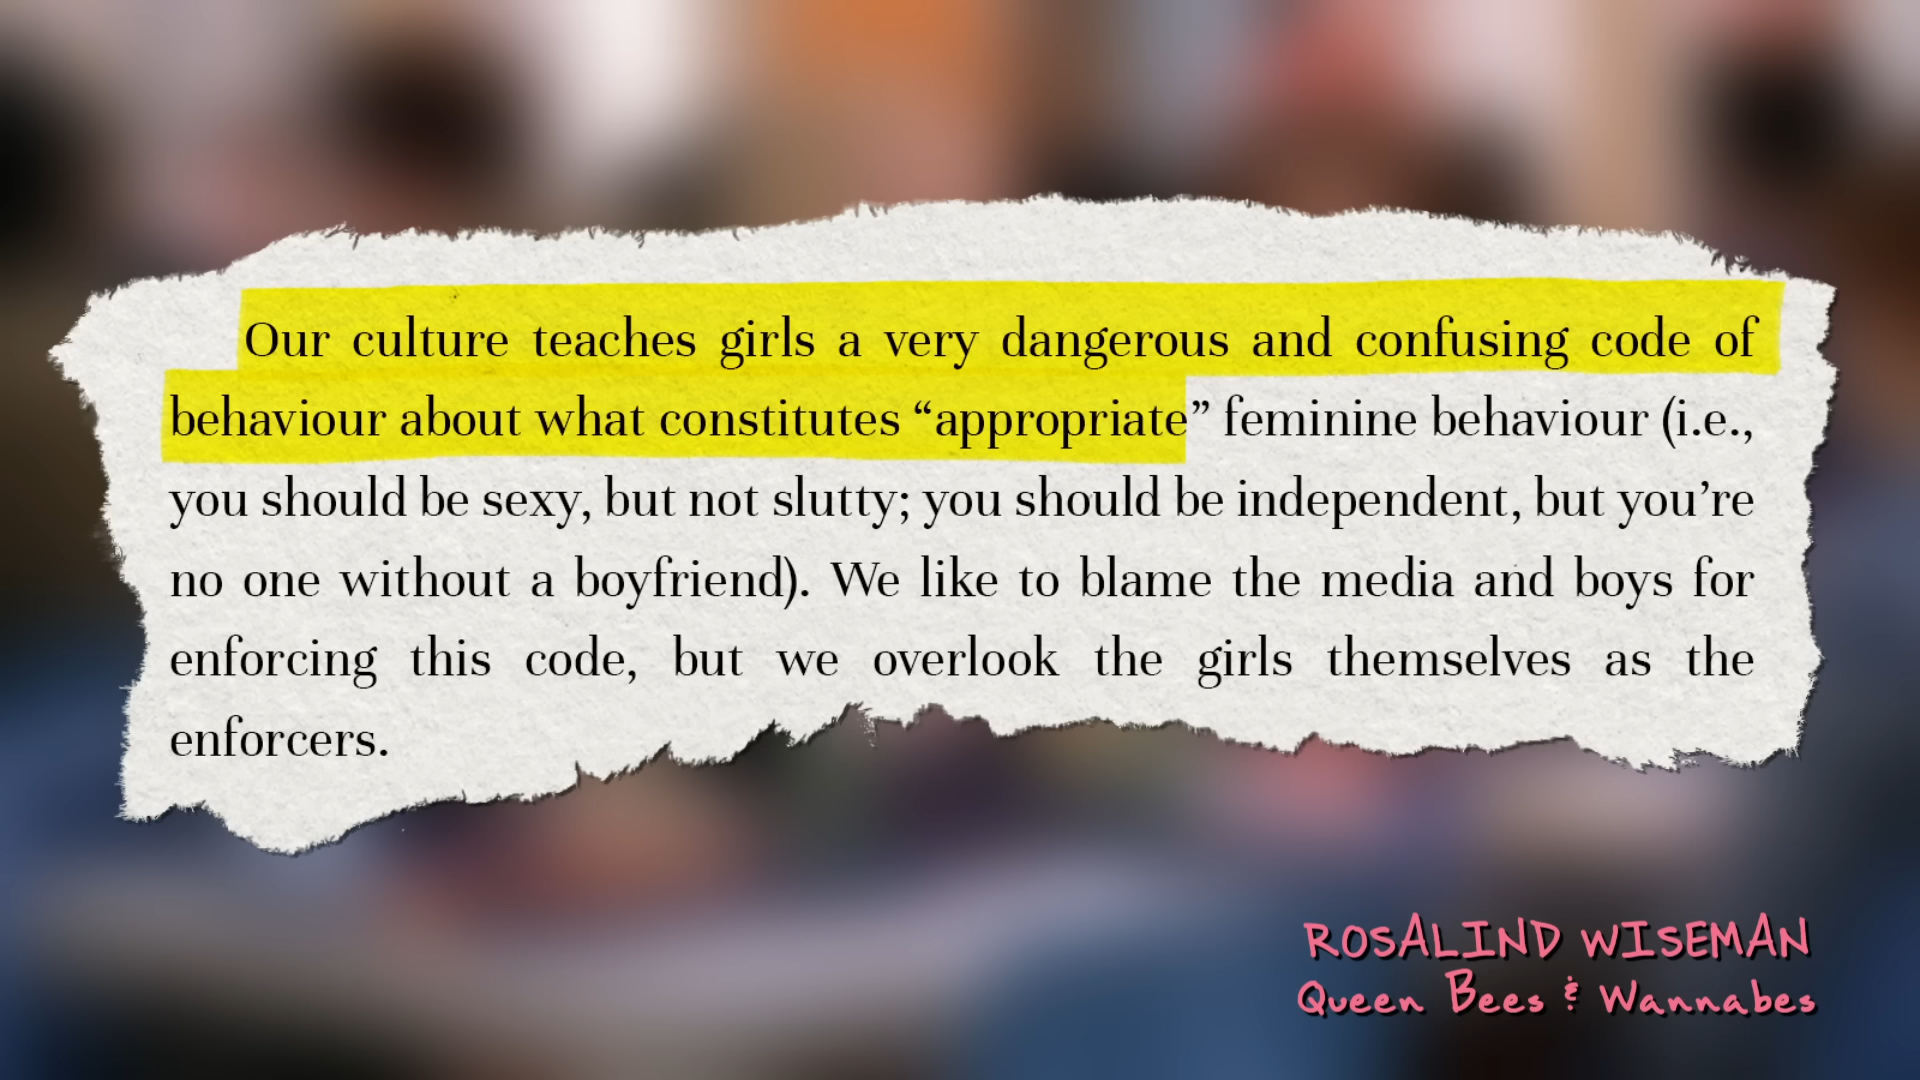 Our culture teaches girls a very dangerous and confusing code of
behaviour about what constitutes “appropriate” feminine behaviour (i.e.,
you should be sexy, but not slutty; you should be independent, but you’re
no one without a boyfriend). We like to blame the media and boys for
enforcing this code, but we overlook the girls themselves as the
enforcers.
ROSALIND WISEMAN
Queen Bees & Wannabes